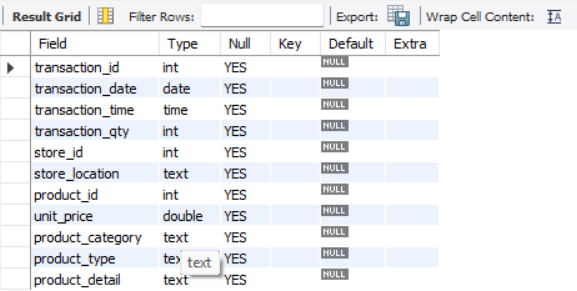 Result Grid Filter Rows: Export: Wrap Cell Content: IA
Field Type Null Key Default Extra
transaction_id int YES NULL
transaction_date date YES NULL
transaction_time time YES NULL
transaction_qty int YES NULL
store_id int YES NULL
store_location text YES NULL
product_id int YES NULL
unit_price double YES NULL
product_category text YES NULL
product_type tex text YES NULL
product_detail text YES NULL